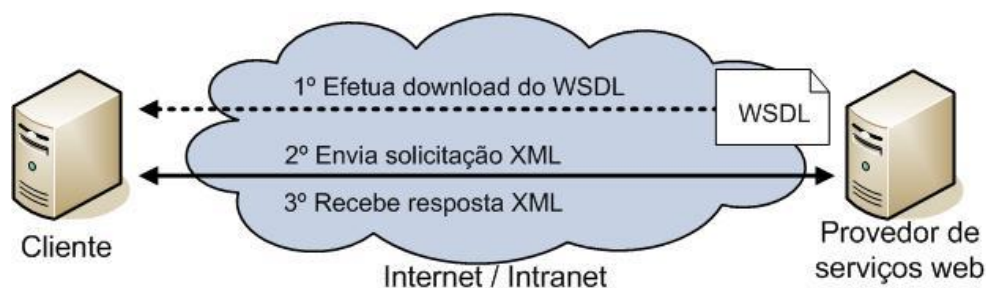 1º Efetua download do WSDL
WSDL
2º Envia solicitação XML
3º Recebe resposta XML
Cliente
Internet / Intranet
Provedor de
serviços web